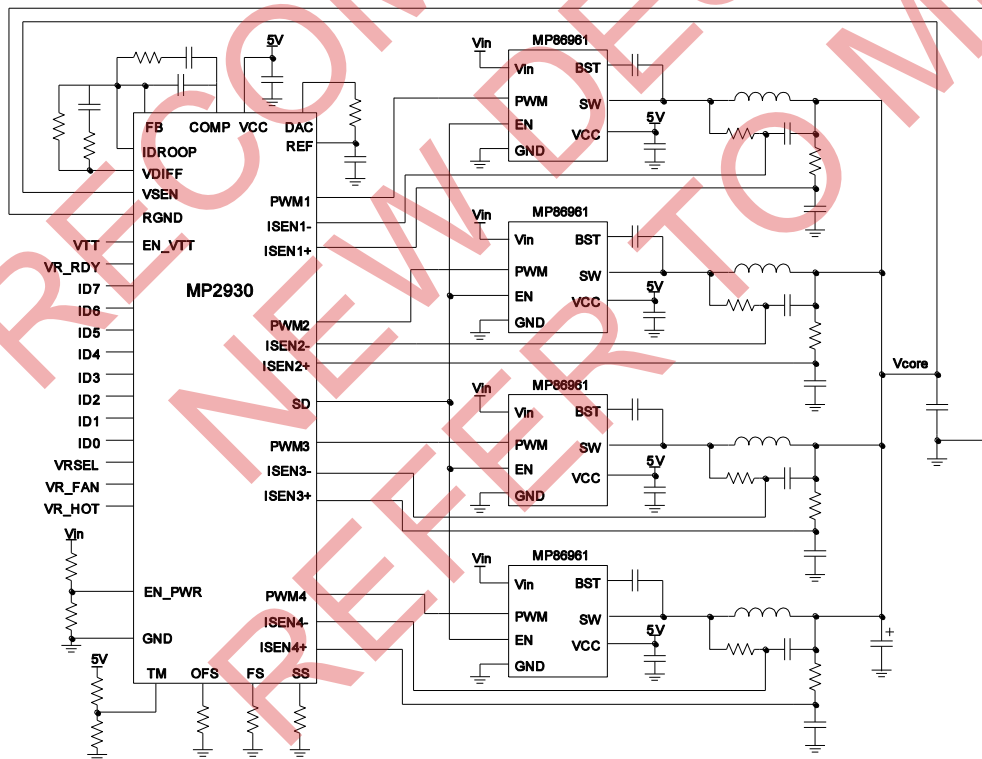 5V
FB COMP VCC DAC
REF
IDROOP
VDIFF
VSEN
RGND
VTT EN_VTT
VR_RDY
ID7
ID6
ID5
ID4
ID3
ID2
ID1
ID0
VRSEL
VR_FAN
VR_HOT
Vin
EN_PWR
GND
5V
TM OFS FS SS
MP2930
PWM1
ISEN1-
ISEN1+
PWM2
ISEN2-
ISEN2+
SD
PWM3
ISEN3-
ISEN3+
PWM4
ISEN4-
ISEN4+
MP86961
Vin
Vin BST
PWM SW
EN 5V
VCC
GND
MP86961
Vin
Vin BST
PWM SW
EN 5V
VCC
GND
MP86961
Vin
Vin BST
PWM SW
EN 5V
VCC
GND
MP86961
Vin
Vin BST
PWM SW
EN 5V
VCC
GND
Vcore
+
RECOM
NEW DES
REFER TO M